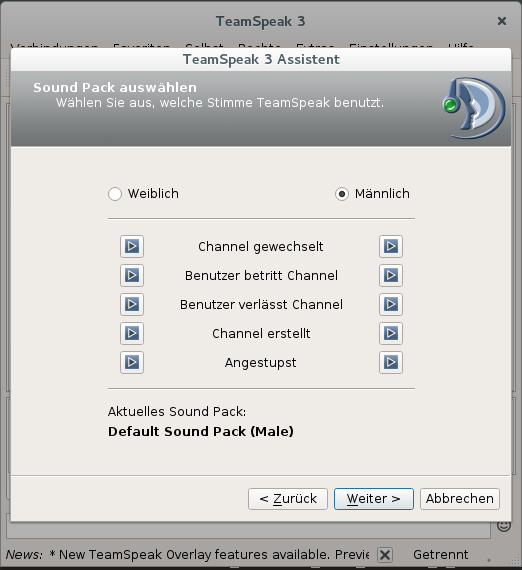 TeamSpeak 3
Verbindungen Favoriten Selbst Rechte Extras Einstellungen Hilfe
TeamSpeak 3 Assistent
Sound Pack auswählen
Wählen Sie aus, welche Stimme TeamSpeak benutzt.
Weiblich Männlich
Channel gewechselt
Benutzer betritt Channel
Benutzer verlässt Channel
Channel erstellt
Angestupst
Aktuelles Sound Pack:
Default Sound Pack (Male)
< Zurück Weiter > Abbrechen
News: * New TeamSpeak Overlay features available. Previe Getrennt